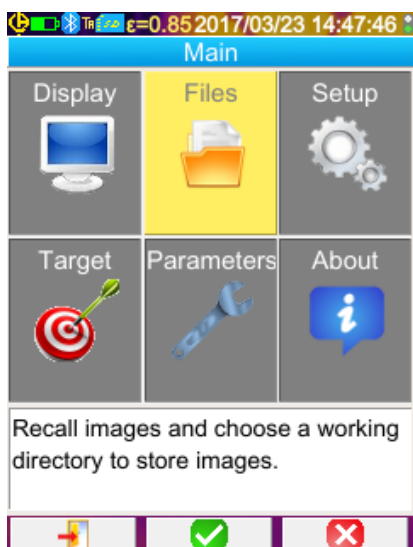 TA ε=0.85 2017/03/23 14:47:46
Main
Display Files Setup
Target Parameters About
Recall images and choose a working
directory to store images.